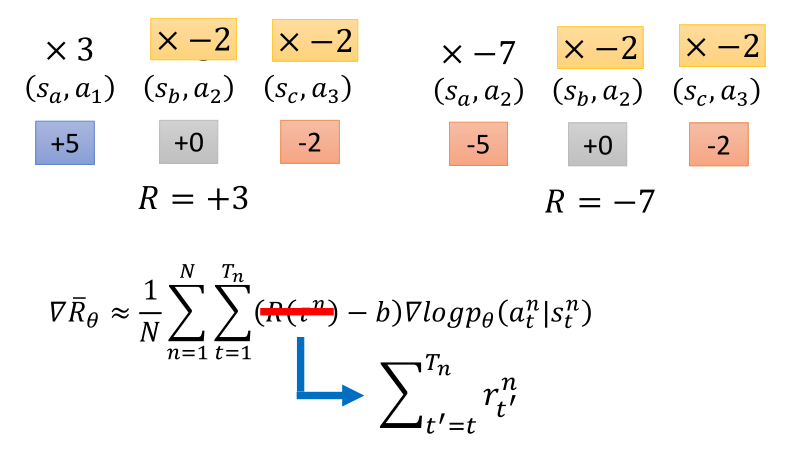 × 3 × −2 × −2 × −7 × −2 × −2
(s_a, a_1) (s_b, a_2) (s_c, a_3) (s_a, a_2) (s_b, a_2) (s_c, a_3)
+5 +0 -2 -5 +0 -2
R = +3 R = −7
∇R̄_θ ≈ 1/N ∑_{n=1}^{N} ∑_{t=1}^{T_n} (R(τ^n) − b)∇logp_θ(a_t^n|s_t^n)
∑_{t′=t}^{T_n} r_{t′}^n